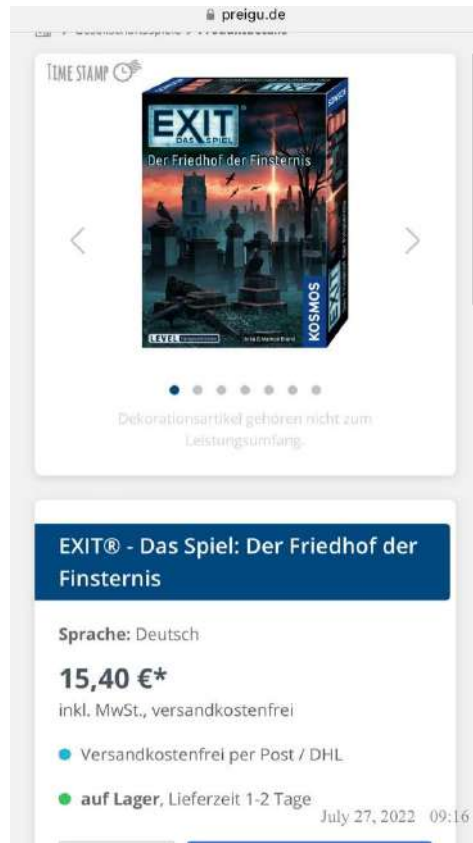 preigu.de
Produktdetails
TIME STAMP
EXIT
DAS SPIEL
Der Friedhof der Finsternis
KOSMOS
EXIT
LEVEL
Dekorationsartikel gehören nicht zum
Leistungsumfang.
EXIT® - Das Spiel: Der Friedhof der
Finsternis
Sprache: Deutsch
15,40 €*
inkl. MwSt., versandkostenfrei
Versandkostenfrei per Post / DHL
auf Lager, Lieferzeit 1-2 Tage
July 27, 2022 09:16